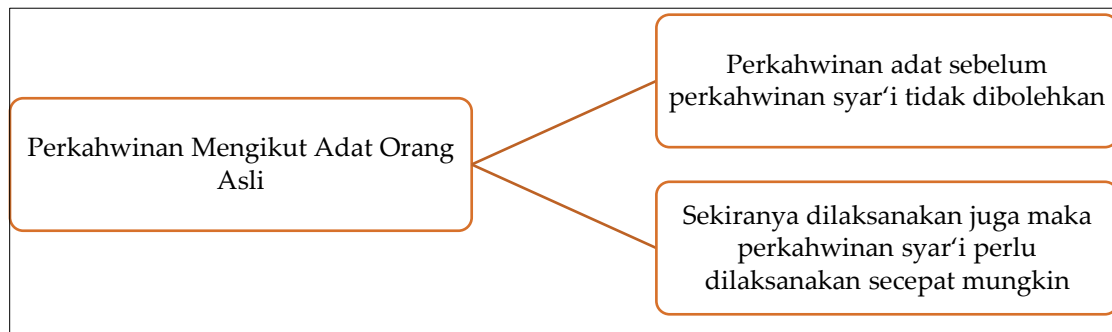 Perkahwinan Mengikut Adat Orang
Asli
Perkahwinan adat sebelum
perkahwinan syar‘i tidak dibolehkan
Sekiranya dilaksanakan juga maka
perkahwinan syar‘i perlu
dilaksanakan secepat mungkin